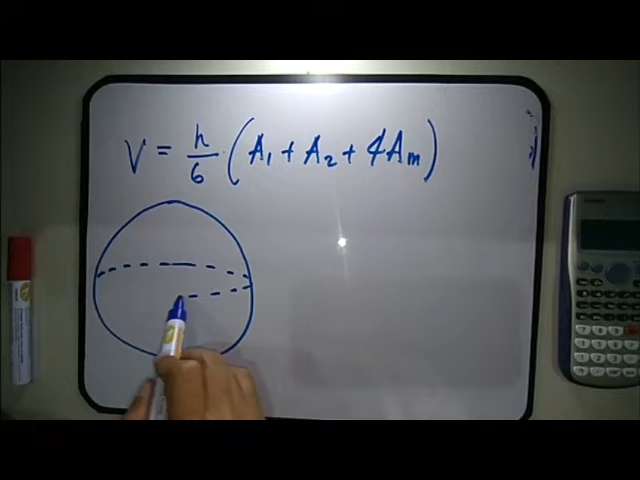 V = h/6 (A₁ + A₂ + 4Aₘ)